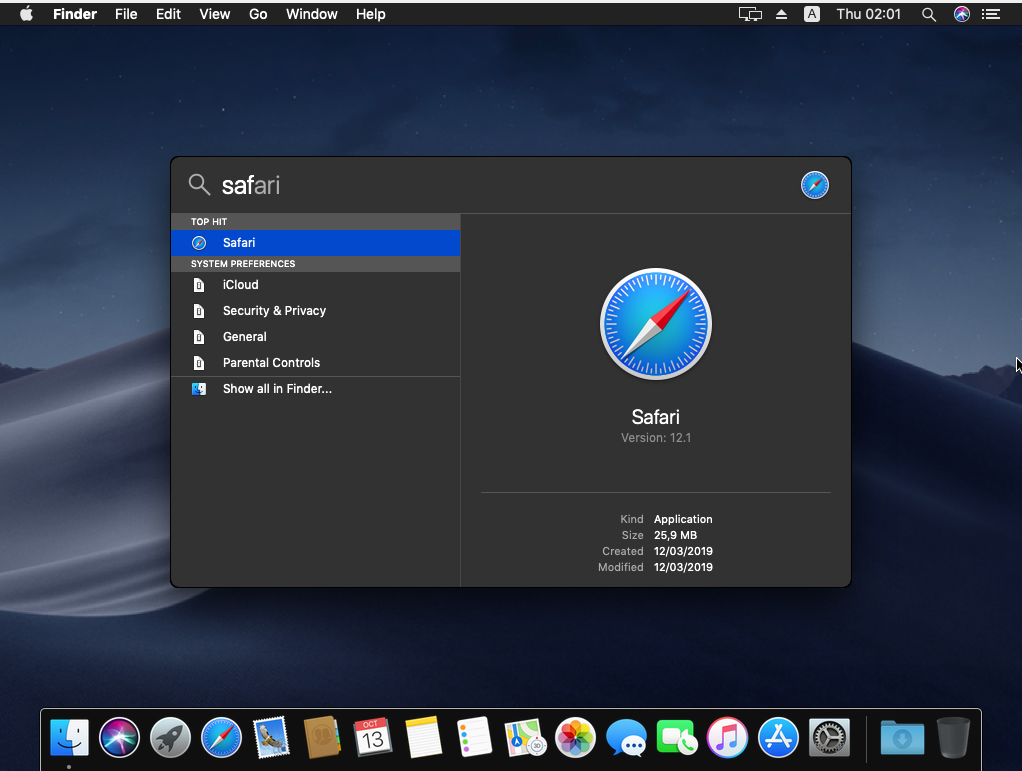 Finder File Edit View Go Window Help A Thu 02:01
safari
TOP HIT
Safari
SYSTEM PREFERENCES
iCloud
Security & Privacy
General
Parental Controls
Show all in Finder...
Safari
Version: 12.1
Kind Application
Size 25,9 MB
Created 12/03/2019
Modified 12/03/2019
OCT
13